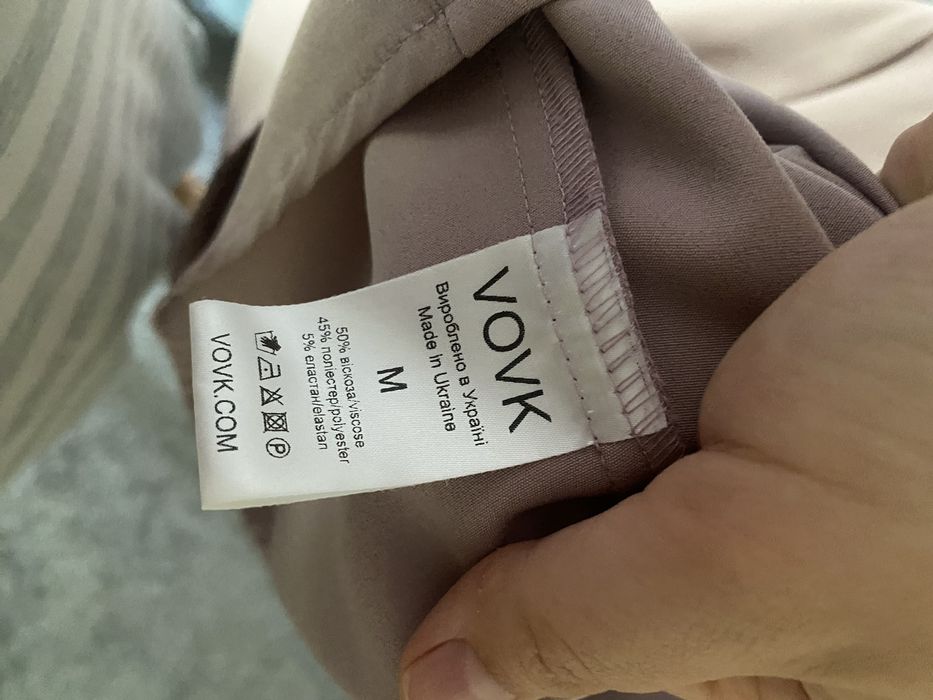 VOVK
Вироблено в Україні
Made in Ukraine
M
50% віскоза/viscose
45% поліестер/polyester
5% еластан/elastan
P
VOVK.COM